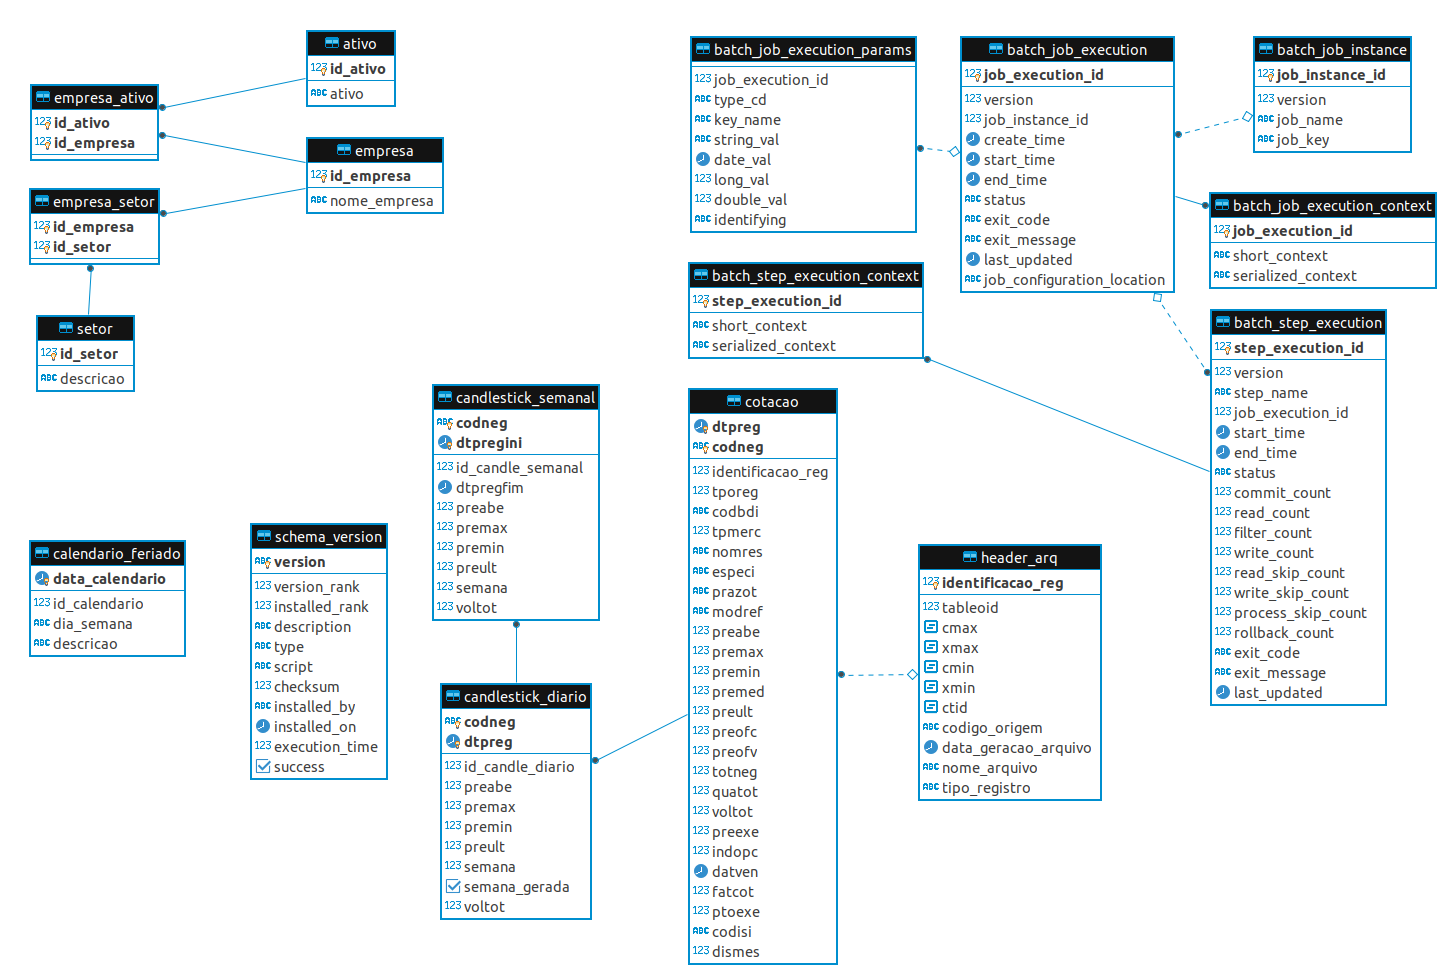 ativo
123 id_ativo
ABC ativo
empresa_ativo
123 id_ativo
123 id_empresa
empresa
123 id_empresa
ABC nome_empresa
empresa_setor
123 id_empresa
123 id_setor
setor
123 id_setor
ABC descricao
batch_job_execution_params
123 job_execution_id
ABC type_cd
ABC key_name
ABC string_val
date_val
123 long_val
123 double_val
ABC identifying
batch_job_execution
123 job_execution_id
123 version
123 job_instance_id
create_time
start_time
end_time
ABC status
ABC exit_code
ABC exit_message
last_updated
ABC job_configuration_location
batch_job_instance
123 job_instance_id
123 version
ABC job_name
ABC job_key
batch_job_execution_context
123 job_execution_id
ABC short_context
ABC serialized_context
batch_step_execution_context
123 step_execution_id
ABC short_context
ABC serialized_context
batch_step_execution
123 step_execution_id
123 version
ABC step_name
123 job_execution_id
start_time
end_time
ABC status
123 commit_count
123 read_count
123 filter_count
123 write_count
123 read_skip_count
123 write_skip_count
123 process_skip_count
123 rollback_count
ABC exit_code
ABC exit_message
last_updated
candlestick_semanal
ABC codneg
dtpregini
123 id_candle_semanal
dtpregfim
123 preabe
123 premax
123 premin
123 preult
123 semana
123 voltot
cotacao
dtpreg
ABC codneg
123 identificacao_reg
123 tporeg
ABC codbdi
123 tpmerc
ABC nomres
ABC especi
ABC prazot
ABC modref
123 preabe
123 premax
123 premin
123 premed
123 preult
123 preofc
123 preofv
123 totneg
123 quatot
123 voltot
123 preexe
123 indopc
datven
123 fatcot
123 ptoexe
ABC codisi
123 dismes
header_arq
123 identificacao_reg
123 tableoid
cmax
xmax
cmin
xmin
ctid
ABC codigo_origem
data_geracao_arquivo
ABC nome_arquivo
ABC tipo_registro
calendario_feriado
data_calendario
123 id_calendario
ABC dia_semana
ABC descricao
schema_version
ABC version
123 version_rank
123 installed_rank
ABC description
ABC type
ABC script
123 checksum
ABC installed_by
installed_on
123 execution_time
success
candlestick_diario
ABC codneg
dtpreg
123 id_candle_diario
123 preabe
123 premax
123 premin
123 preult
123 semana
semana_gerada
123 voltot